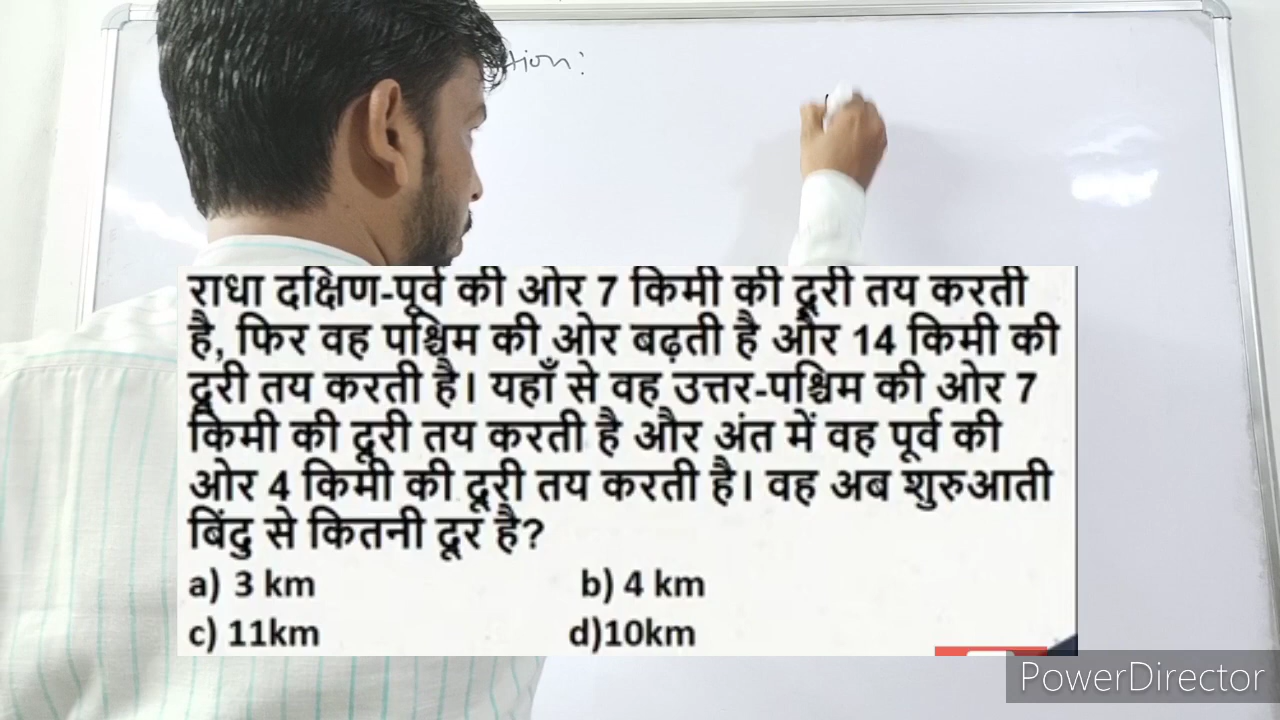 tion:
राधा दक्षिण-पूर्व की ओर 7 किमी की दूरी तय करती
है, फिर वह पश्चिम की ओर बढ़ती है और 14 किमी की
दूरी तय करती है। यहाँ से वह उत्तर-पश्चिम की ओर 7
किमी की दूरी तय करती है और अंत में वह पूर्व की
ओर 4 किमी की दूरी तय करती है। वह अब शुरुआती
बिंदु से कितनी दूर है?
a) 3 km b) 4 km
c) 11km d)10km
PowerDirector